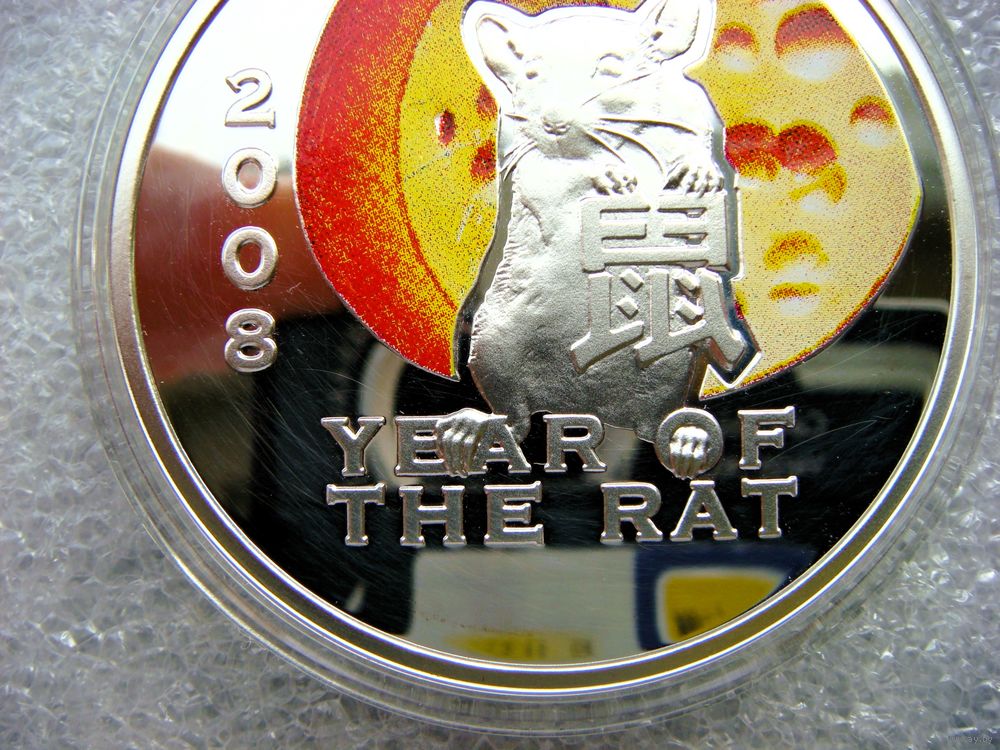 2008
鼠
YEAR OF
THE RAT